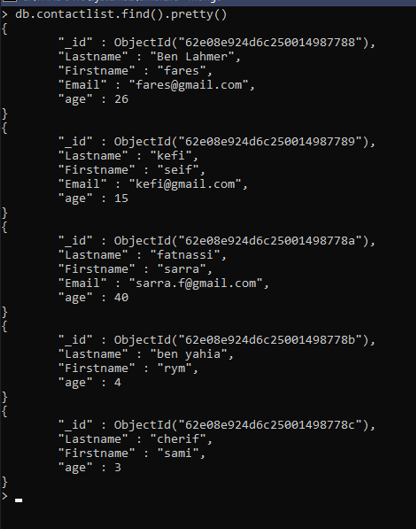 > db.contactlist.find().pretty()
{
"_id" : ObjectId("62e08e924d6c250014987788"),
"Lastname" : "Ben Lahmer",
"Firstname" : "fares",
"Email" : "fares@gmail.com",
"age" : 26
}
{
"_id" : ObjectId("62e08e924d6c250014987789"),
"Lastname" : "kefi",
"Firstname" : "seif",
"Email" : "kefi@gmail.com",
"age" : 15
}
{
"_id" : ObjectId("62e08e924d6c25001498778a"),
"Lastname" : "fatnassi",
"Firstname" : "sarra",
"Email" : "sarra.f@gmail.com",
"age" : 40
}
{
"_id" : ObjectId("62e08e924d6c25001498778b"),
"Lastname" : "ben yahia",
"Firstname" : "rym",
"age" : 4
}
{
"_id" : ObjectId("62e08e924d6c25001498778c"),
"Lastname" : "cherif",
"Firstname" : "sami",
"age" : 3
}
>